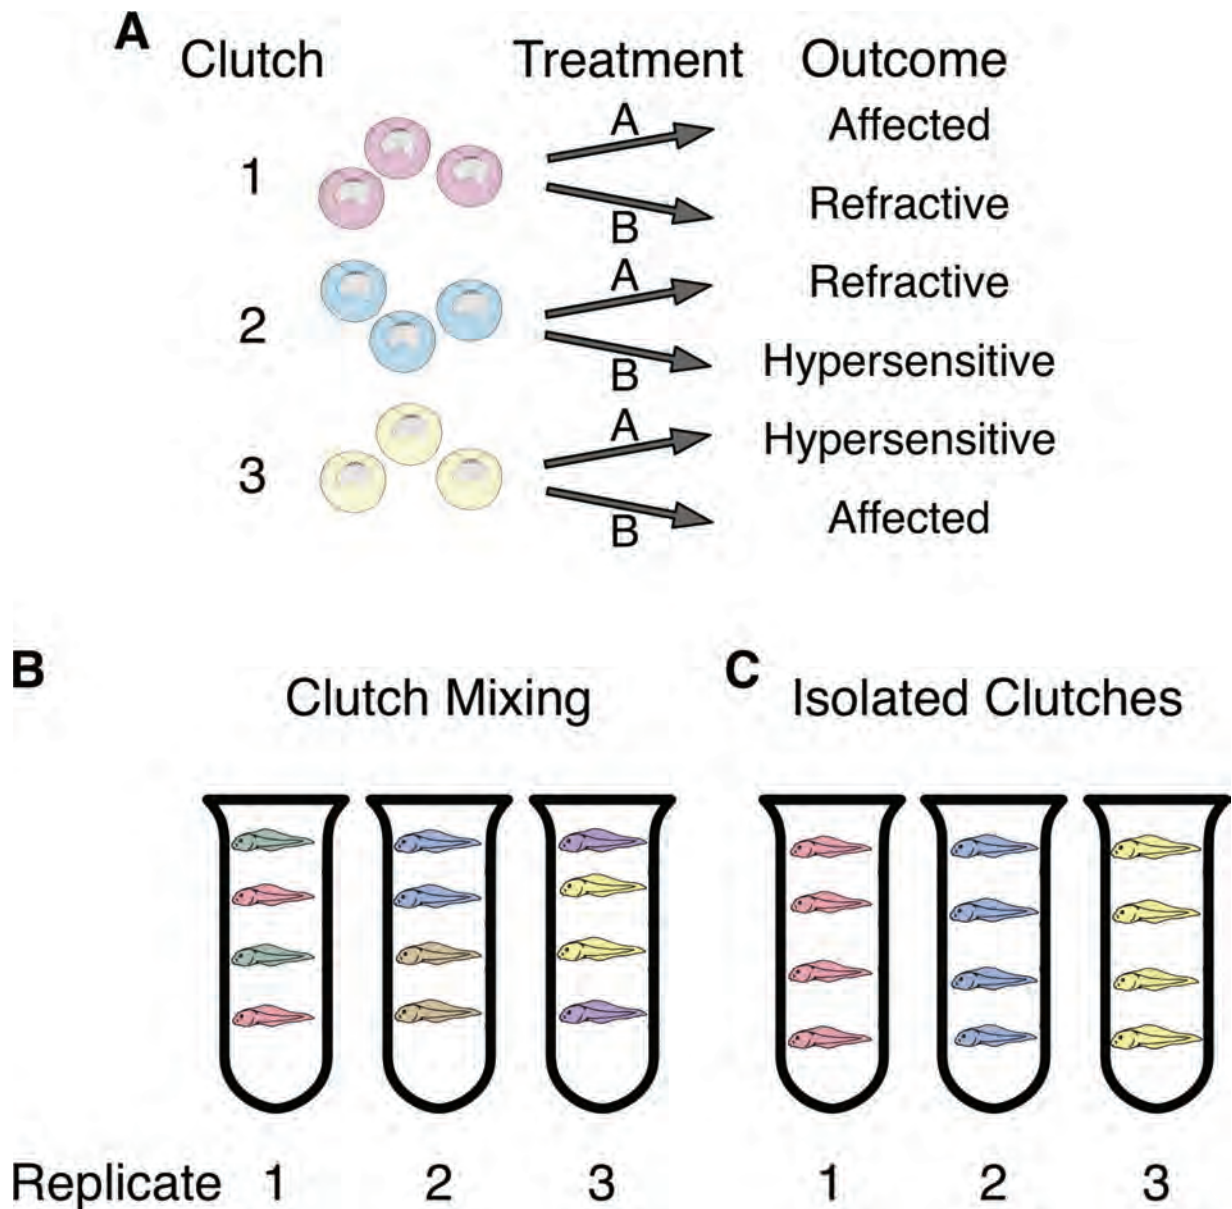 A
Clutch Treatment Outcome
1 A Affected
B Refractive
2 A Refractive
B Hypersensitive
3 A Hypersensitive
B Affected
B Clutch Mixing
C Isolated Clutches
Replicate 1 2 3 1 2 3